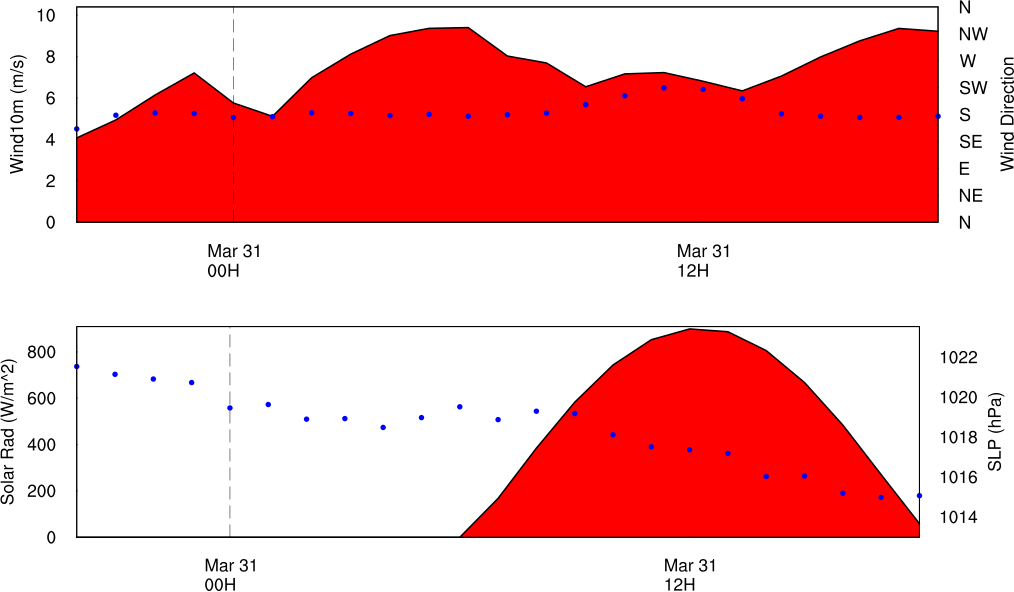 10
8
6
4
2
0
Wind10m (m/s)
N
NW
W
SW
S
SE
E
NE
N
Wind Direction
Mar 31
00H
Mar 31
12H
800
600
400
200
0
Solar Rad (W/m^2)
1022
1020
1018
1016
1014
SLP (hPa)
Mar 31
00H
Mar 31
12H